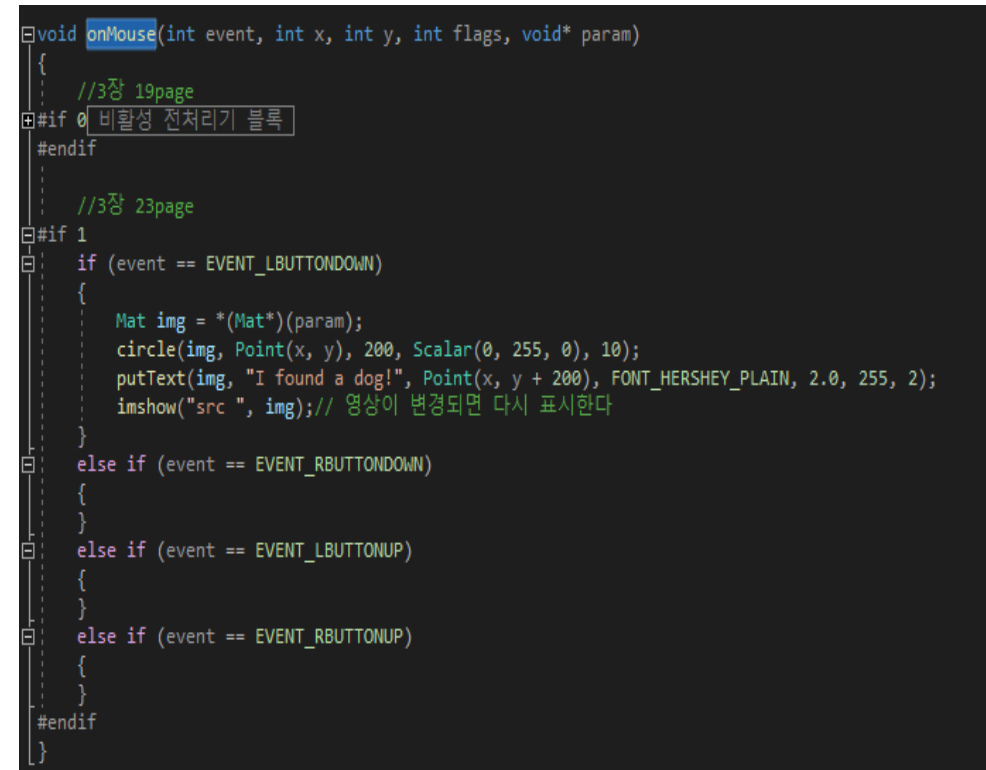 void onMouse(int event, int x, int y, int flags, void* param)
{
//3장 19page
#if 0 비활성 전처리기 블록
#endif
//3장 23page
#if 1
if (event == EVENT_LBUTTONDOWN)
{
Mat img = *(Mat*)(param);
circle(img, Point(x, y), 200, Scalar(0, 255, 0), 10);
putText(img, "I found a dog!", Point(x, y + 200), FONT_HERSHEY_PLAIN, 2.0, 255, 2);
imshow("src ", img);// 영상이 변경되면 다시 표시한다
}
else if (event == EVENT_RBUTTONDOWN)
{
}
else if (event == EVENT_LBUTTONUP)
{
}
else if (event == EVENT_RBUTTONUP)
{
}
#endif
}